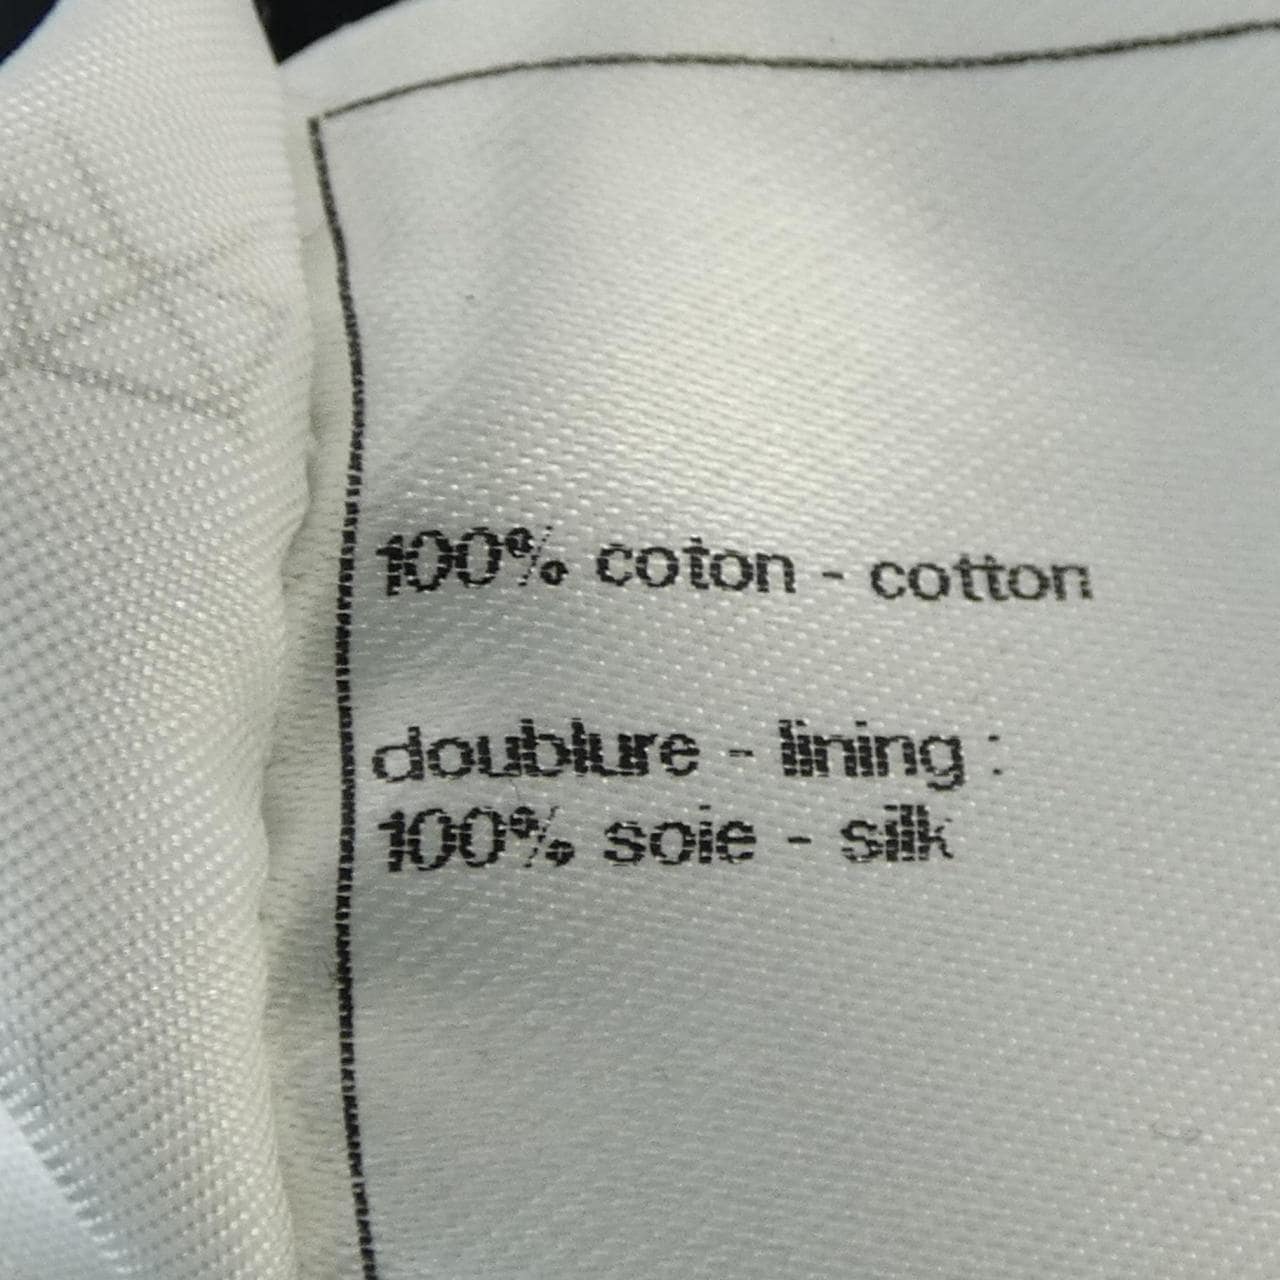 100% coton - cotton
doublure - lining :
100% soie - silk